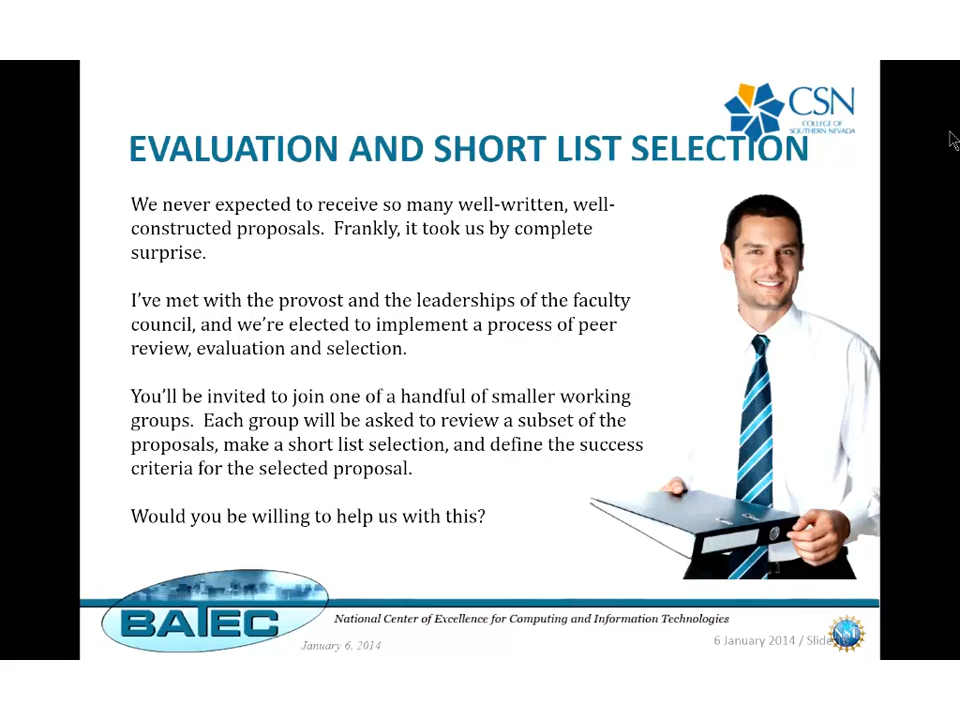 CSN
COLLEGE OF
SOUTHERN NEVADA
EVALUATION AND SHORT LIST SELECTION
We never expected to receive so many well-written, well-
constructed proposals.  Frankly, it took us by complete
surprise.
I've met with the provost and the leaderships of the faculty
council, and we're elected to implement a process of peer
review, evaluation and selection.
You'll be invited to join one of a handful of smaller working
groups.  Each group will be asked to review a subset of the
proposals, make a short list selection, and define the success
criteria for the selected proposal.
Would you be willing to help us with this?
BATEC
National Center of Excellence for Computing and Information Technologies
January 6, 2014
6 January 2014 / Slide
NSF